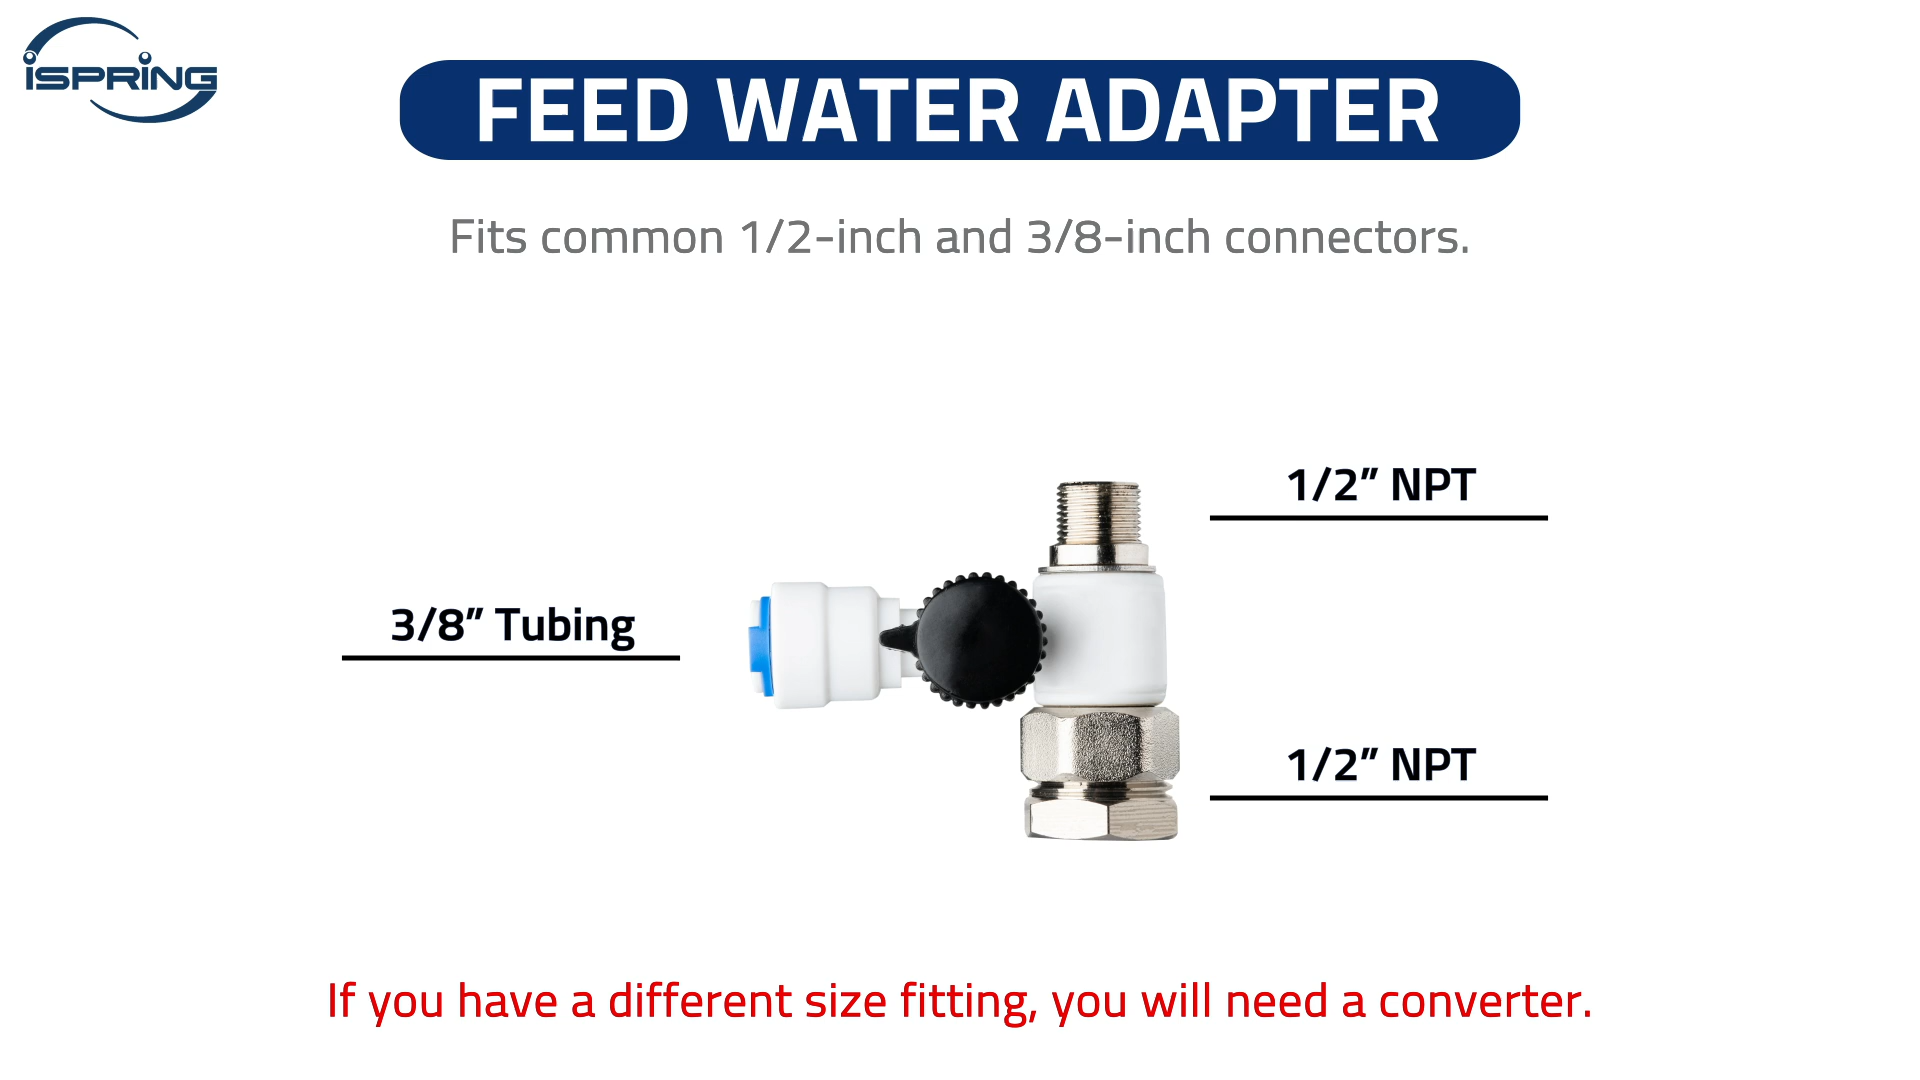 iSPRiNG
FEED WATER ADAPTER
Fits common 1/2-inch and 3/8-inch connectors.
1/2” NPT
3/8” Tubing
1/2” NPT
If you have a different size fitting, you will need a converter.